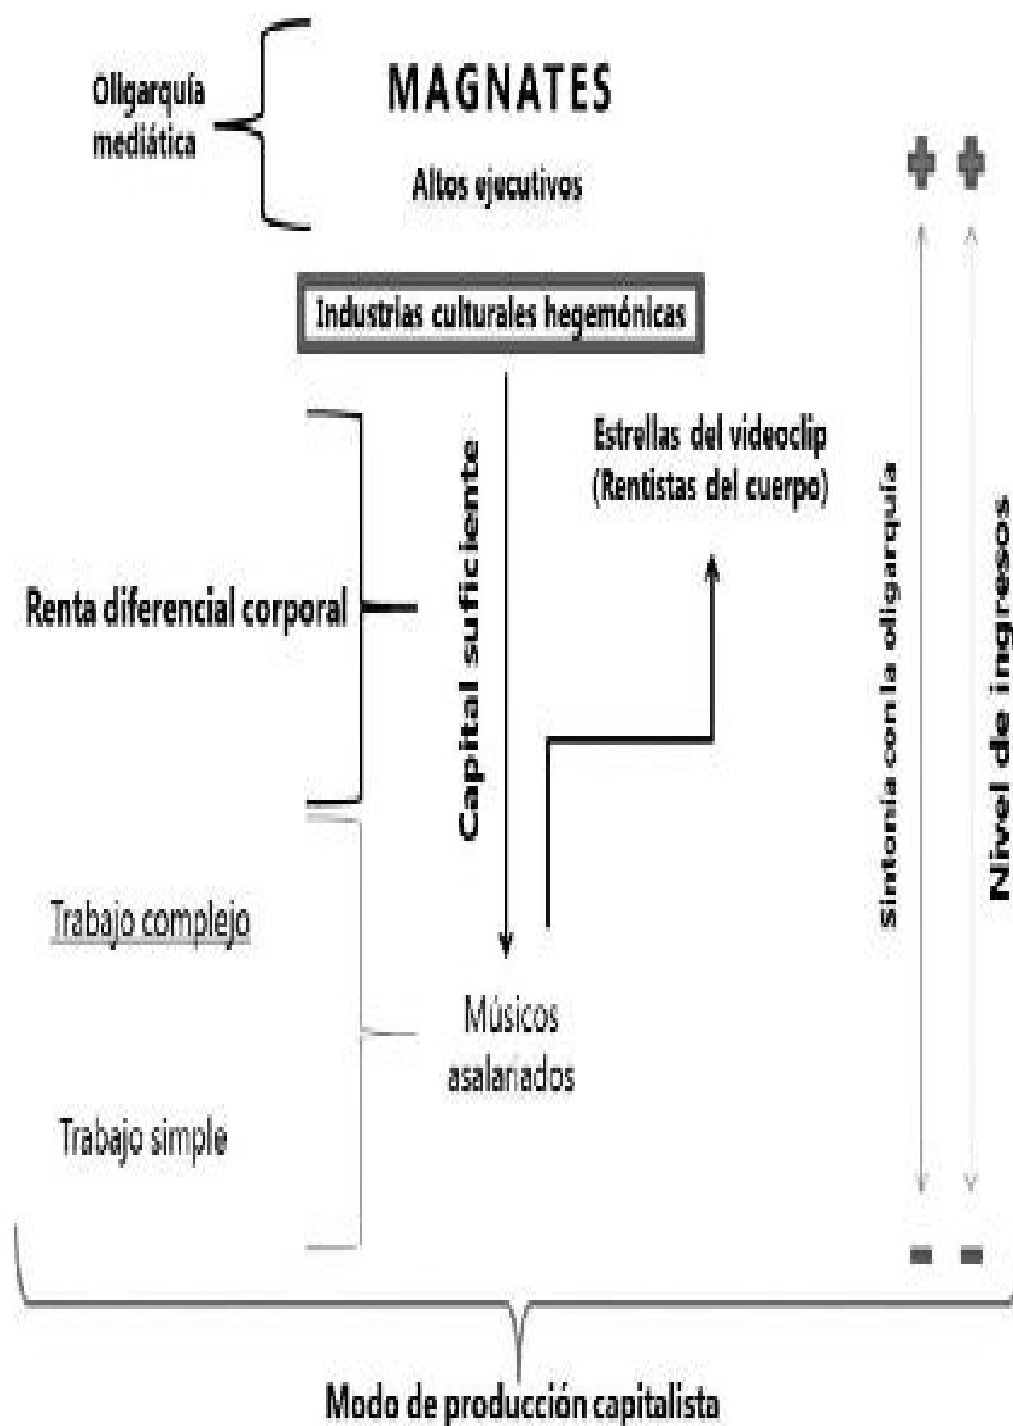 Oligarquía
mediática
MAGNATES
Altos ejecutivos
Industrias culturales hegemónicas
Estrellas del videoclip
(Rentistas del cuerpo)
Capital suficiente
Renta diferencial corporal
Sintonía con la oligarquía
Nivel de ingresos
Trabajo complejo
Músicos
asalariados
Trabajo simple
Modo de producción capitalista